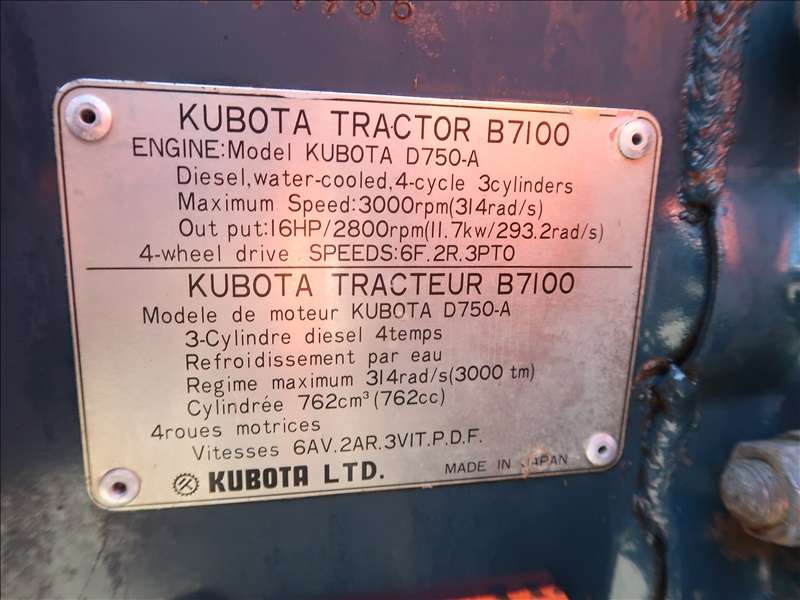 KUBOTA TRACTOR B7100
ENGINE:Model KUBOTA D750-A
Diesel,water-cooled,4-cycle 3cylinders
Maximum Speed:3000rpm(314rad/s)
Out put:16HP/2800rpm(11.7kw/293.2rad/s)
4-wheel drive SPEEDS:6F.2R.3PTO
KUBOTA TRACTEUR B7100
Modele de moteur KUBOTA D750-A
3-Cylindre diesel 4temps
Refroidissement par eau
Regime maximum 314rad/s(3000 tm)
Cylindrée 762cm³(762cc)
4roues motrices
Vitesses 6AV.2AR.3VIT.P.D.F.
KUBOTA LTD. MADE IN JAPAN